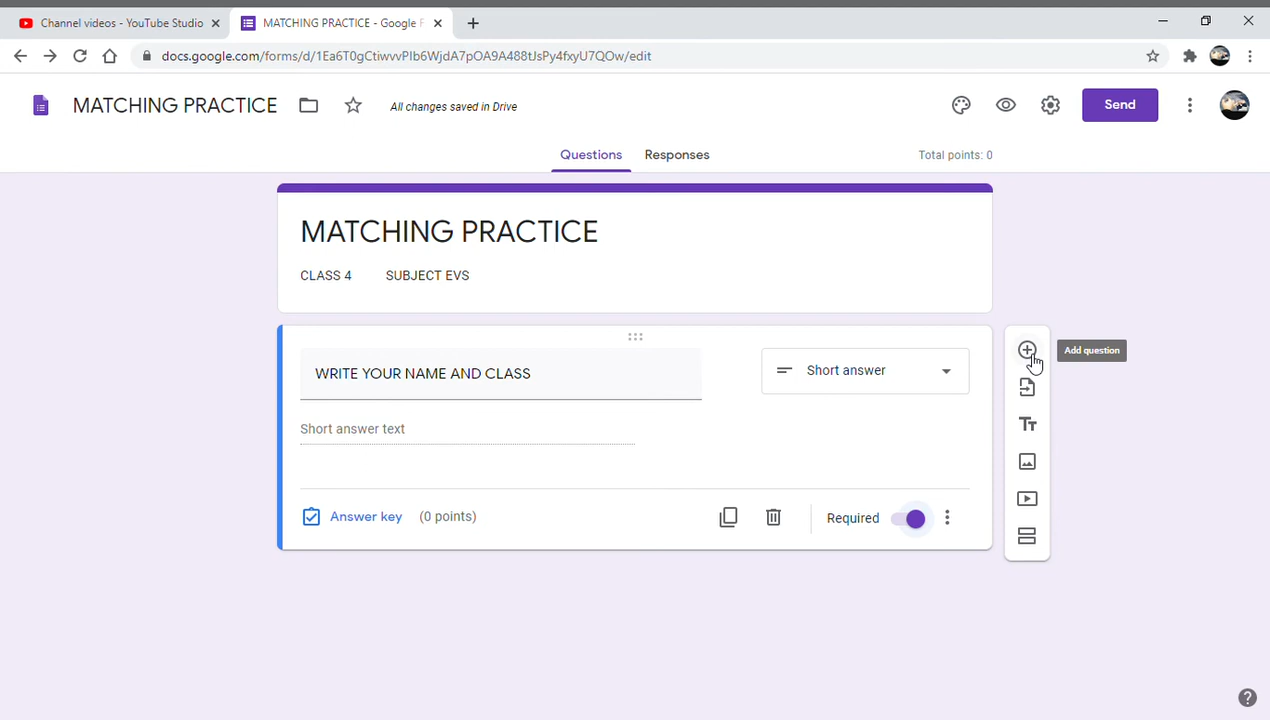 Channel videos - YouTube Studio
MATCHING PRACTICE - Google F
docs.google.com/forms/d/1Ea6T0gCtiwvvPIb6WjdA7pOA9A488tJsPy4fxyU7QOw/edit
MATCHING PRACTICE
All changes saved in Drive
Send
Questions
Responses
Total points: 0
MATCHING PRACTICE
CLASS 4 SUBJECT EVS
WRITE YOUR NAME AND CLASS
Short answer
Add question
Short answer text
Answer key (0 points)
Required